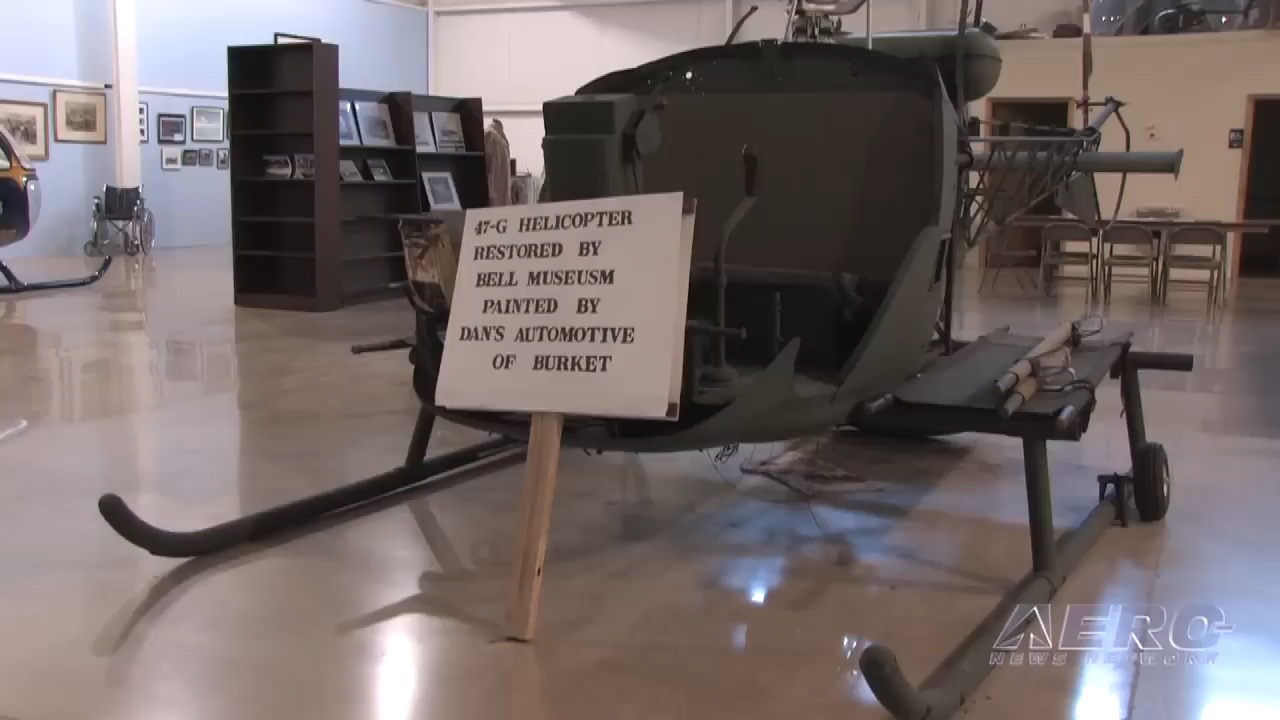 47-G HELICOPTER
RESTORED BY
BELL MUSEUSM
PAINTED BY
DAN'S AUTOMOTIVE
OF BURKET
AERO
NEWS NETWORK